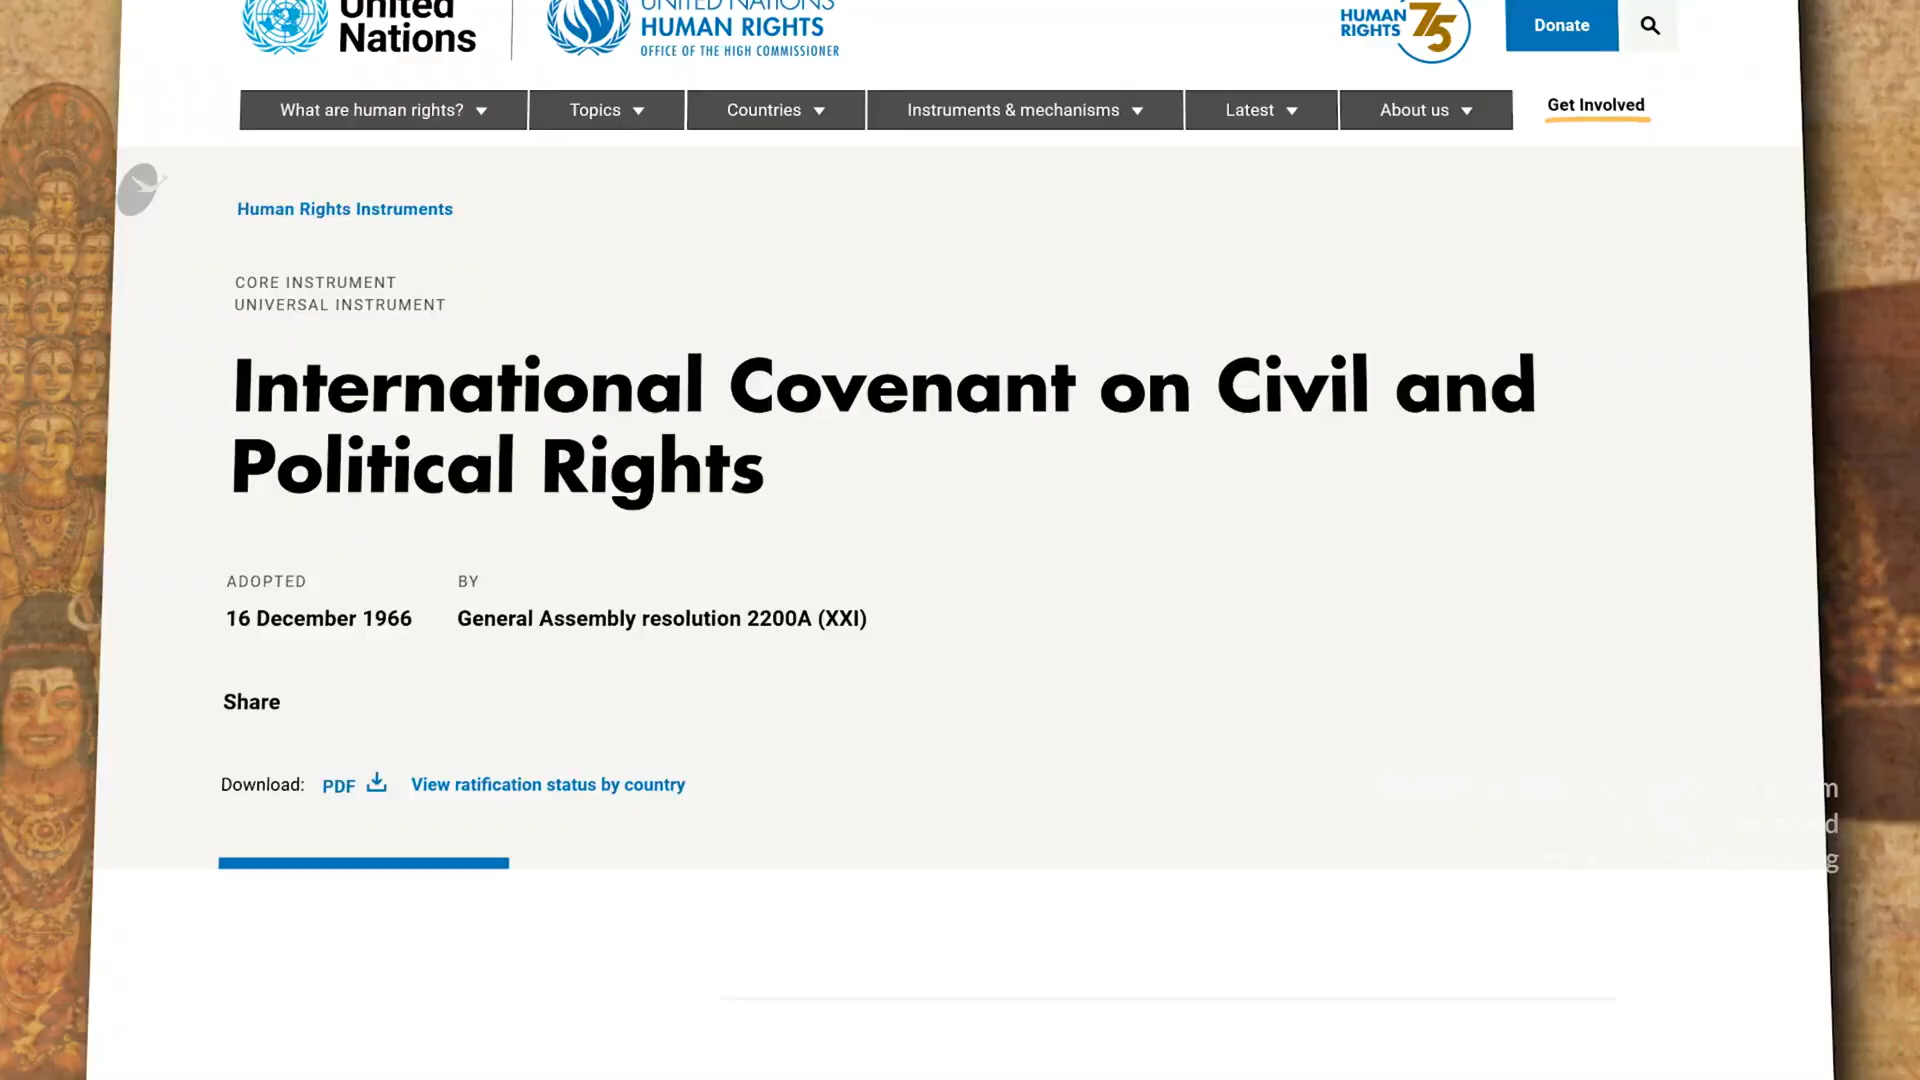 United
Nations
UNITED NATIONS
HUMAN RIGHTS
OFFICE OF THE HIGH COMMISSIONER
HUMAN
RIGHTS 75
Donate
What are human rights? Topics Countries Instruments & mechanisms Latest About us Get Involved
Human Rights Instruments
CORE INSTRUMENT
UNIVERSAL INSTRUMENT
International Covenant on Civil and
Political Rights
ADOPTED BY
16 December 1966 General Assembly resolution 2200A (XXI)
Share
Download: PDF View ratification status by country